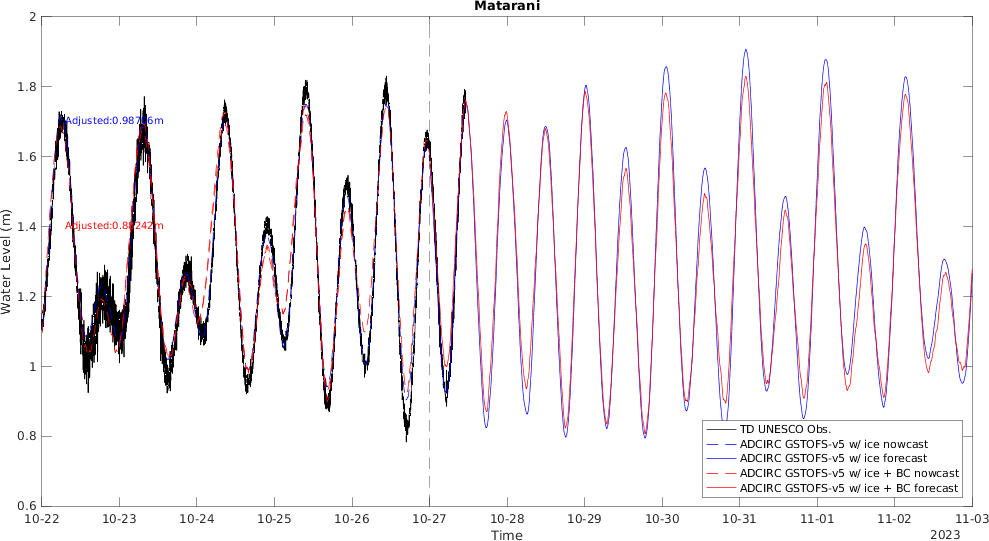 Matarani
2
1.8
1.6
1.4
1.2
1
0.8
0.6
Water Level (m)
Adjusted:0.98706m
Adjusted:0.88242m
TD UNESCO Obs.
ADCIRC GSTOFS-v5 w/ ice nowcast
ADCIRC GSTOFS-v5 w/ ice forecast
ADCIRC GSTOFS-v5 w/ ice + BC nowcast
ADCIRC GSTOFS-v5 w/ ice + BC forecast
10-22 10-23 10-24 10-25 10-26 10-27 10-28 10-29 10-30 10-31 11-01 11-02 11-03
Time
2023